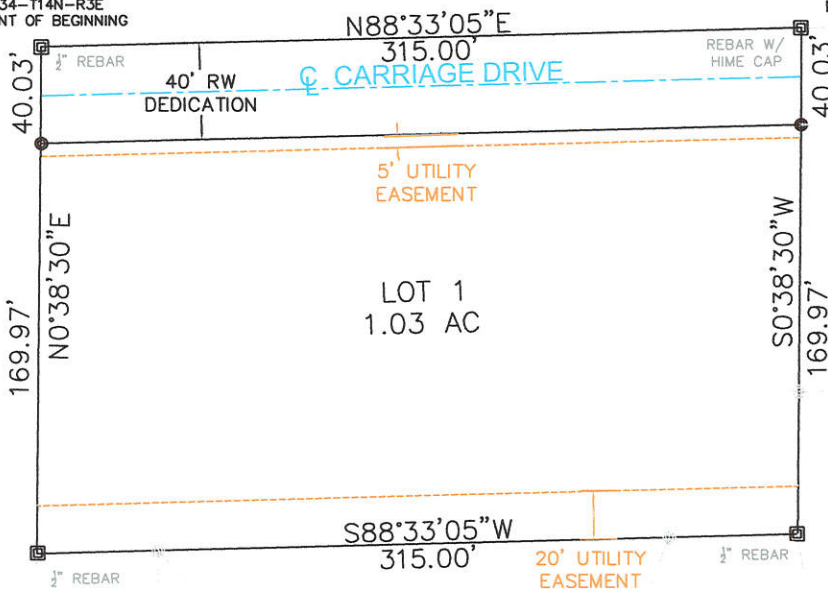 34-T14N-R3E
NT OF BEGINNING
N88°33'05"E
315.00'
½" REBAR
REBAR W/
HIME CAP
40.03'
40.03'
40' RW
DEDICATION
℄ CARRIAGE DRIVE
5' UTILITY
EASEMENT
N0°38'30"E
169.97'
LOT 1
1.03 AC
S0°38'30"W
169.97'
S88°33'05"W
315.00'
½" REBAR
20' UTILITY
EASEMENT
½" REBAR